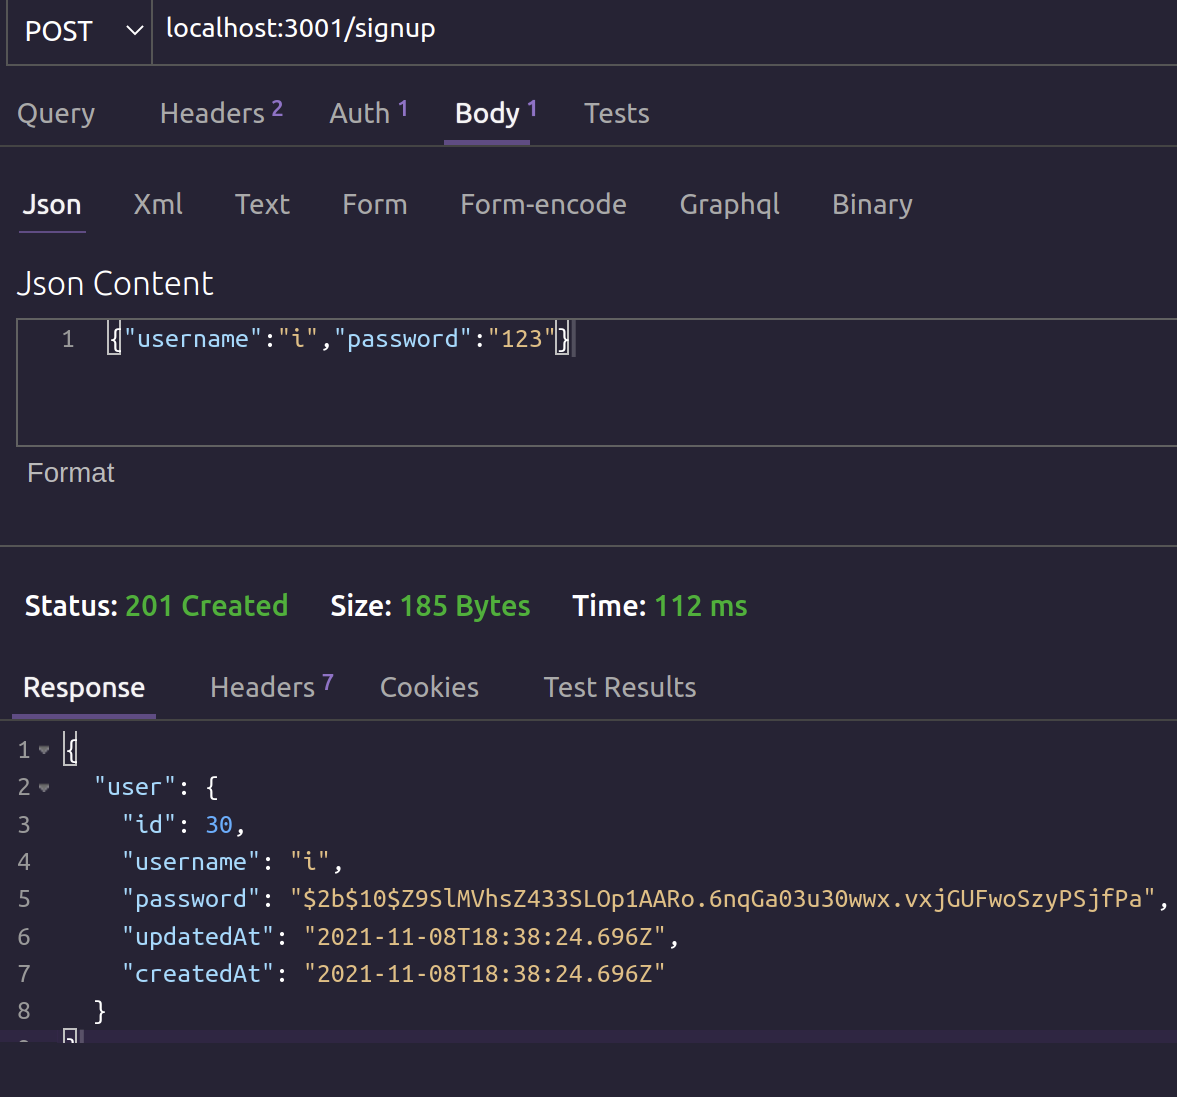 POST localhost:3001/signup
Query Headers 2 Auth 1 Body 1 Tests
Json Xml Text Form Form-encode Graphql Binary
Json Content
1 {"username":"i","password":"123"}
Format
Status: 201 Created Size: 185 Bytes Time: 112 ms
Response Headers 7 Cookies Test Results
1 {
2 "user": {
3 "id": 30,
4 "username": "i",
5 "password": "$2b$10$Z9SlMVhsZ433SLOp1AARo.6nqGa03u30wwx.vxjGUFwoSzyPSjfPa",
6 "updatedAt": "2021-11-08T18:38:24.696Z",
7 "createdAt": "2021-11-08T18:38:24.696Z"
8 }
}